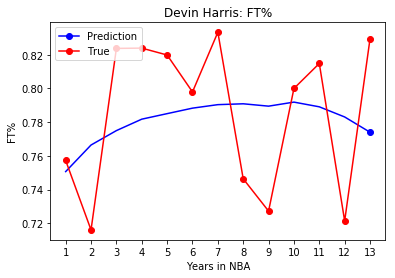 Devin Harris: FT%
Prediction
True
0.82
0.80
0.78
0.76
0.74
0.72
FT%
1 2 3 4 5 6 7 8 9 10 11 12 13
Years in NBA